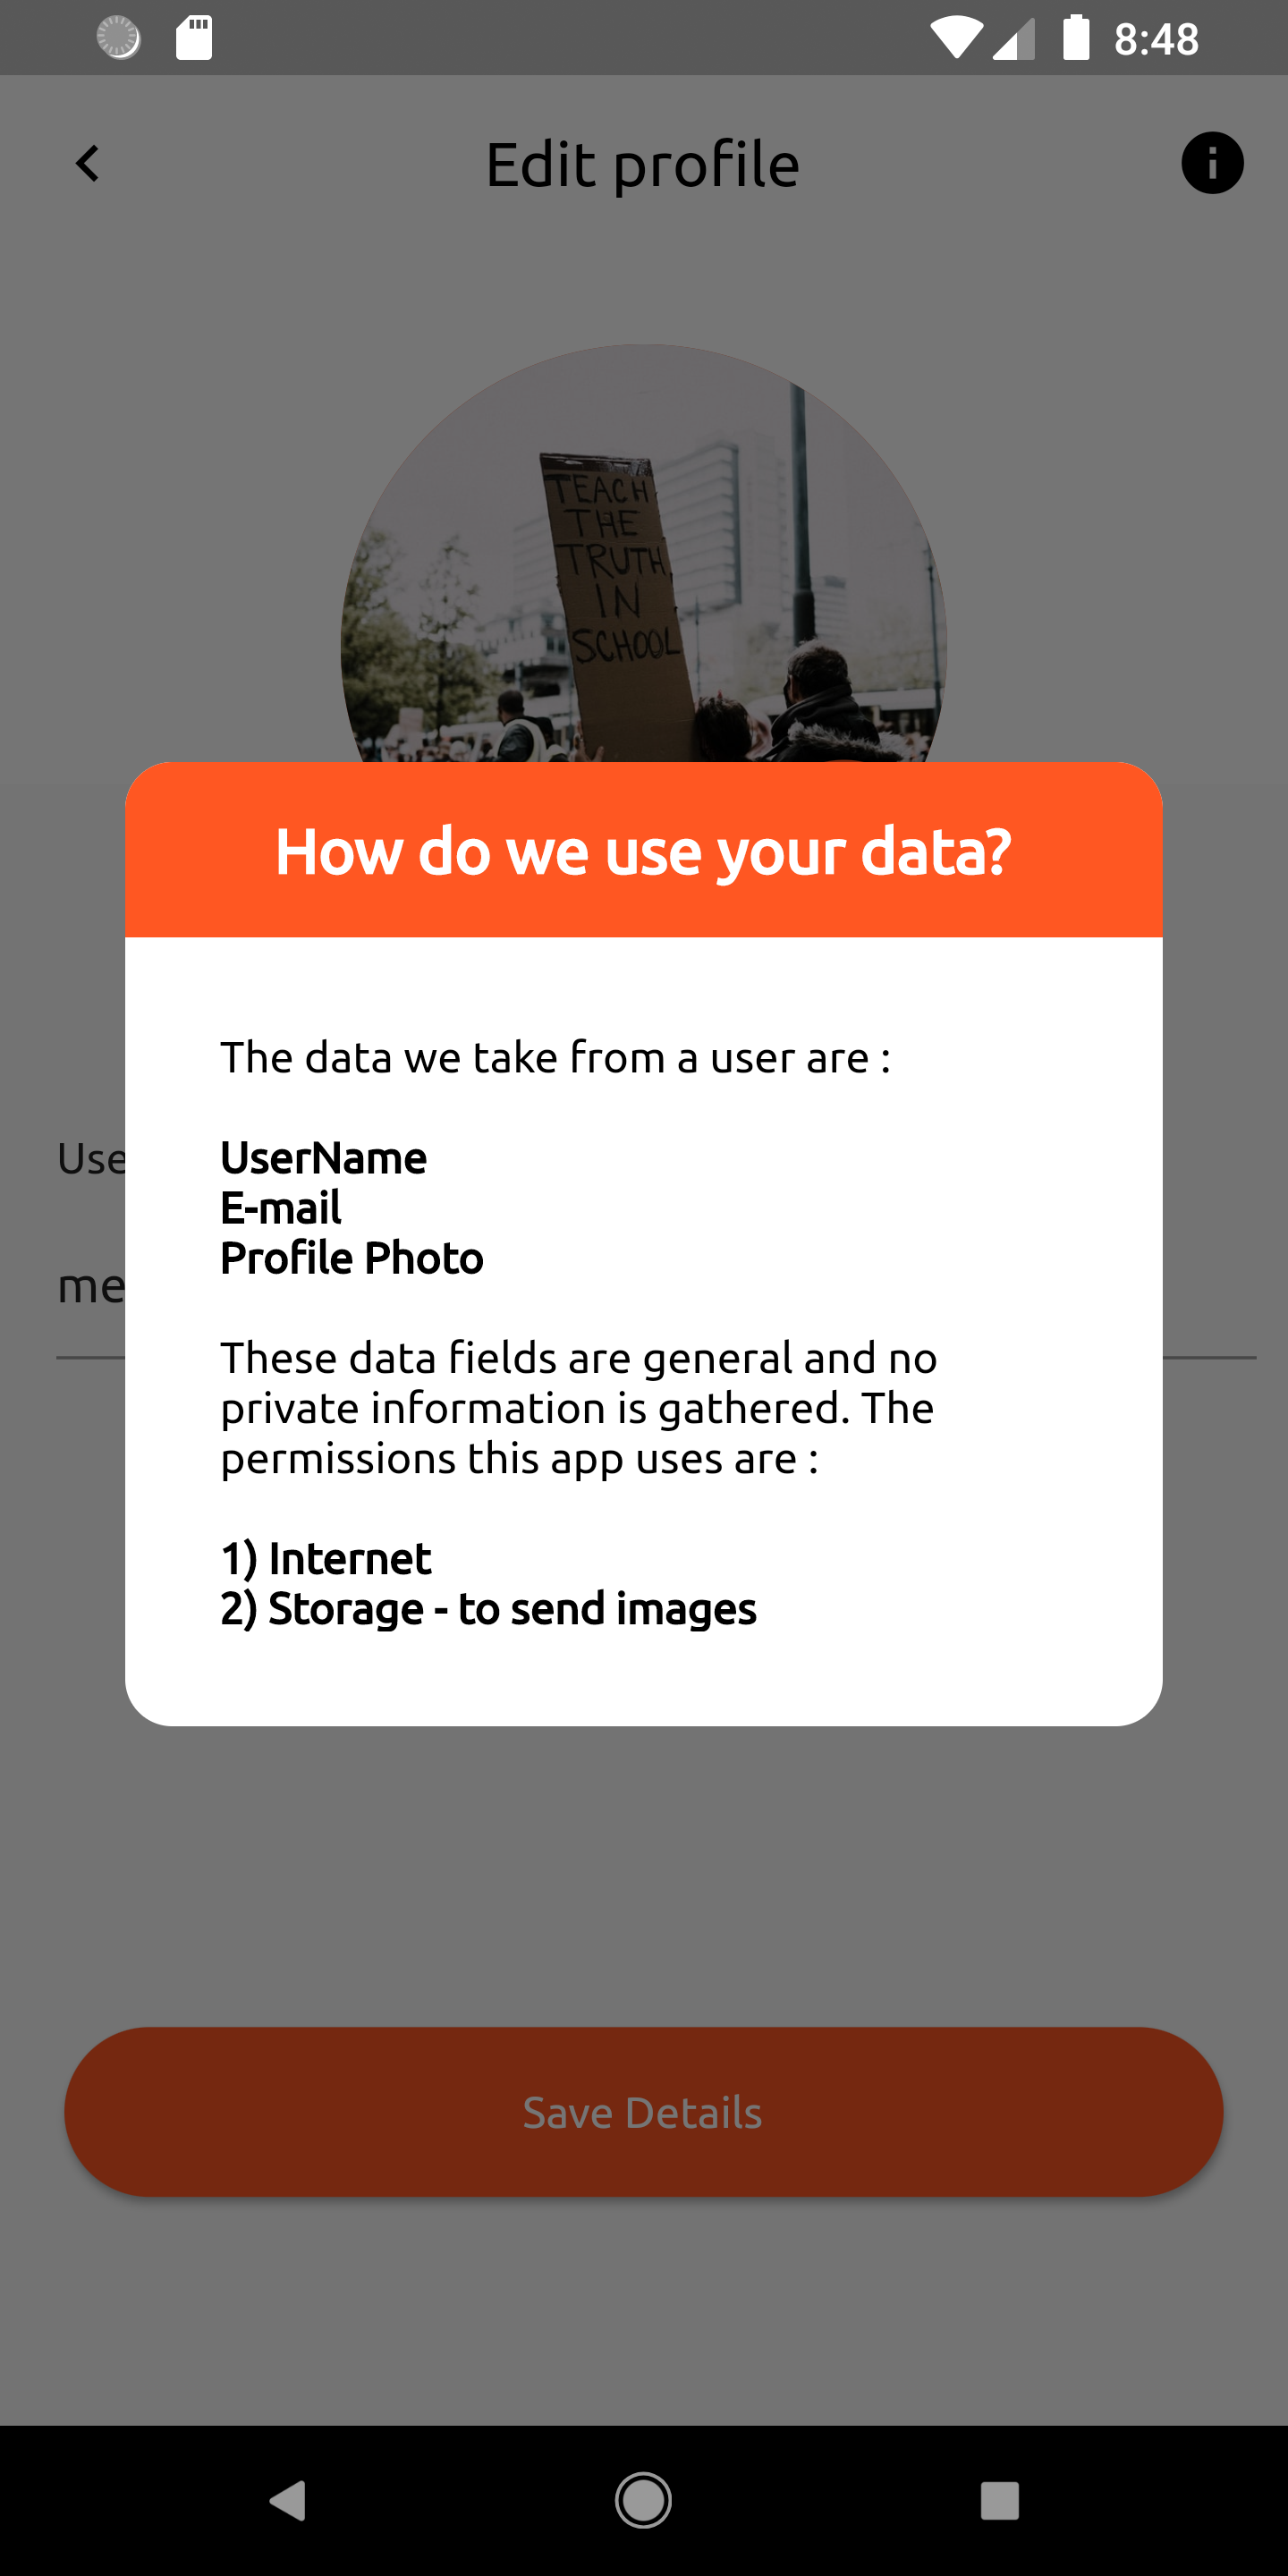 8:48
Edit profile
TEACH
THE
TRUTH
IN
SCHOOL
How do we use your data?
The data we take from a user are :
Use
UserName
E-mail
Profile Photo
me
These data fields are general and no
private information is gathered. The
permissions this app uses are :
1) Internet
2) Storage - to send images
Save Details